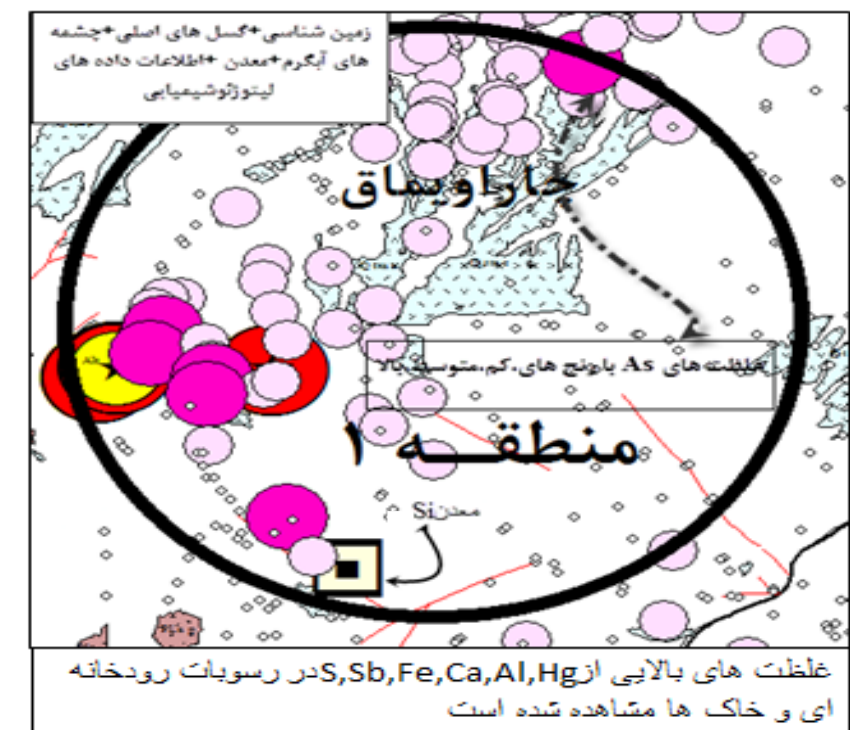 زمین شناسی+گسل های اصلی+چشمه
های آبگرم+معدن +اطلاعات داده های
لیتوژئوشیمیایی
چاراویماق
غلظت های As با رنج های،کم،متوسط،بالا
منطقـــه ۱
معدن Si
غلظت های بالایی از S,Sb,Fe,Ca,Al,Hg در رسوبات رودخانه
ای و خاک ها مشاهده شده است